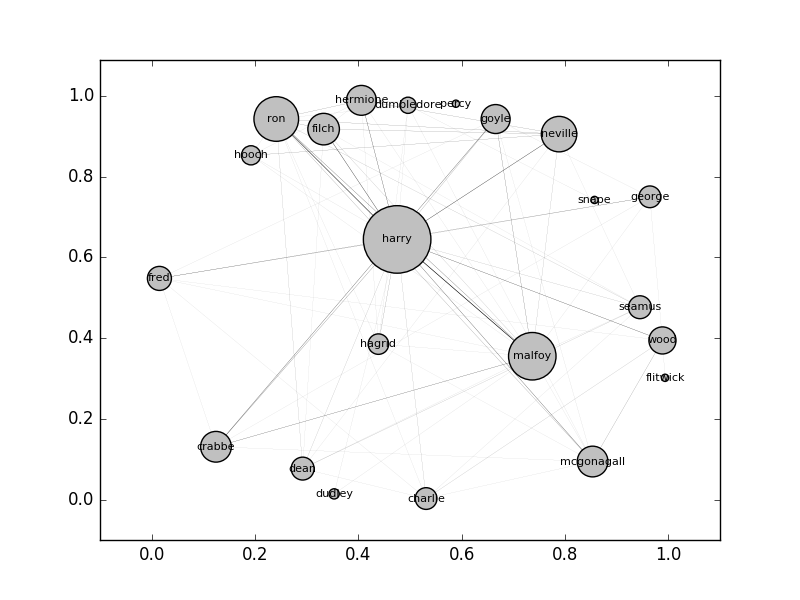 1.0
0.8
0.6
0.4
0.2
0.0
hermione
dumbledore
percy
ron
filch
goyle
neville
hooch
snape
george
harry
fred
seamus
hagrid
wood
malfoy
flitwick
crabbe
dean
mcgonagall
dudley
charlie
0.0 0.2 0.4 0.6 0.8 1.0